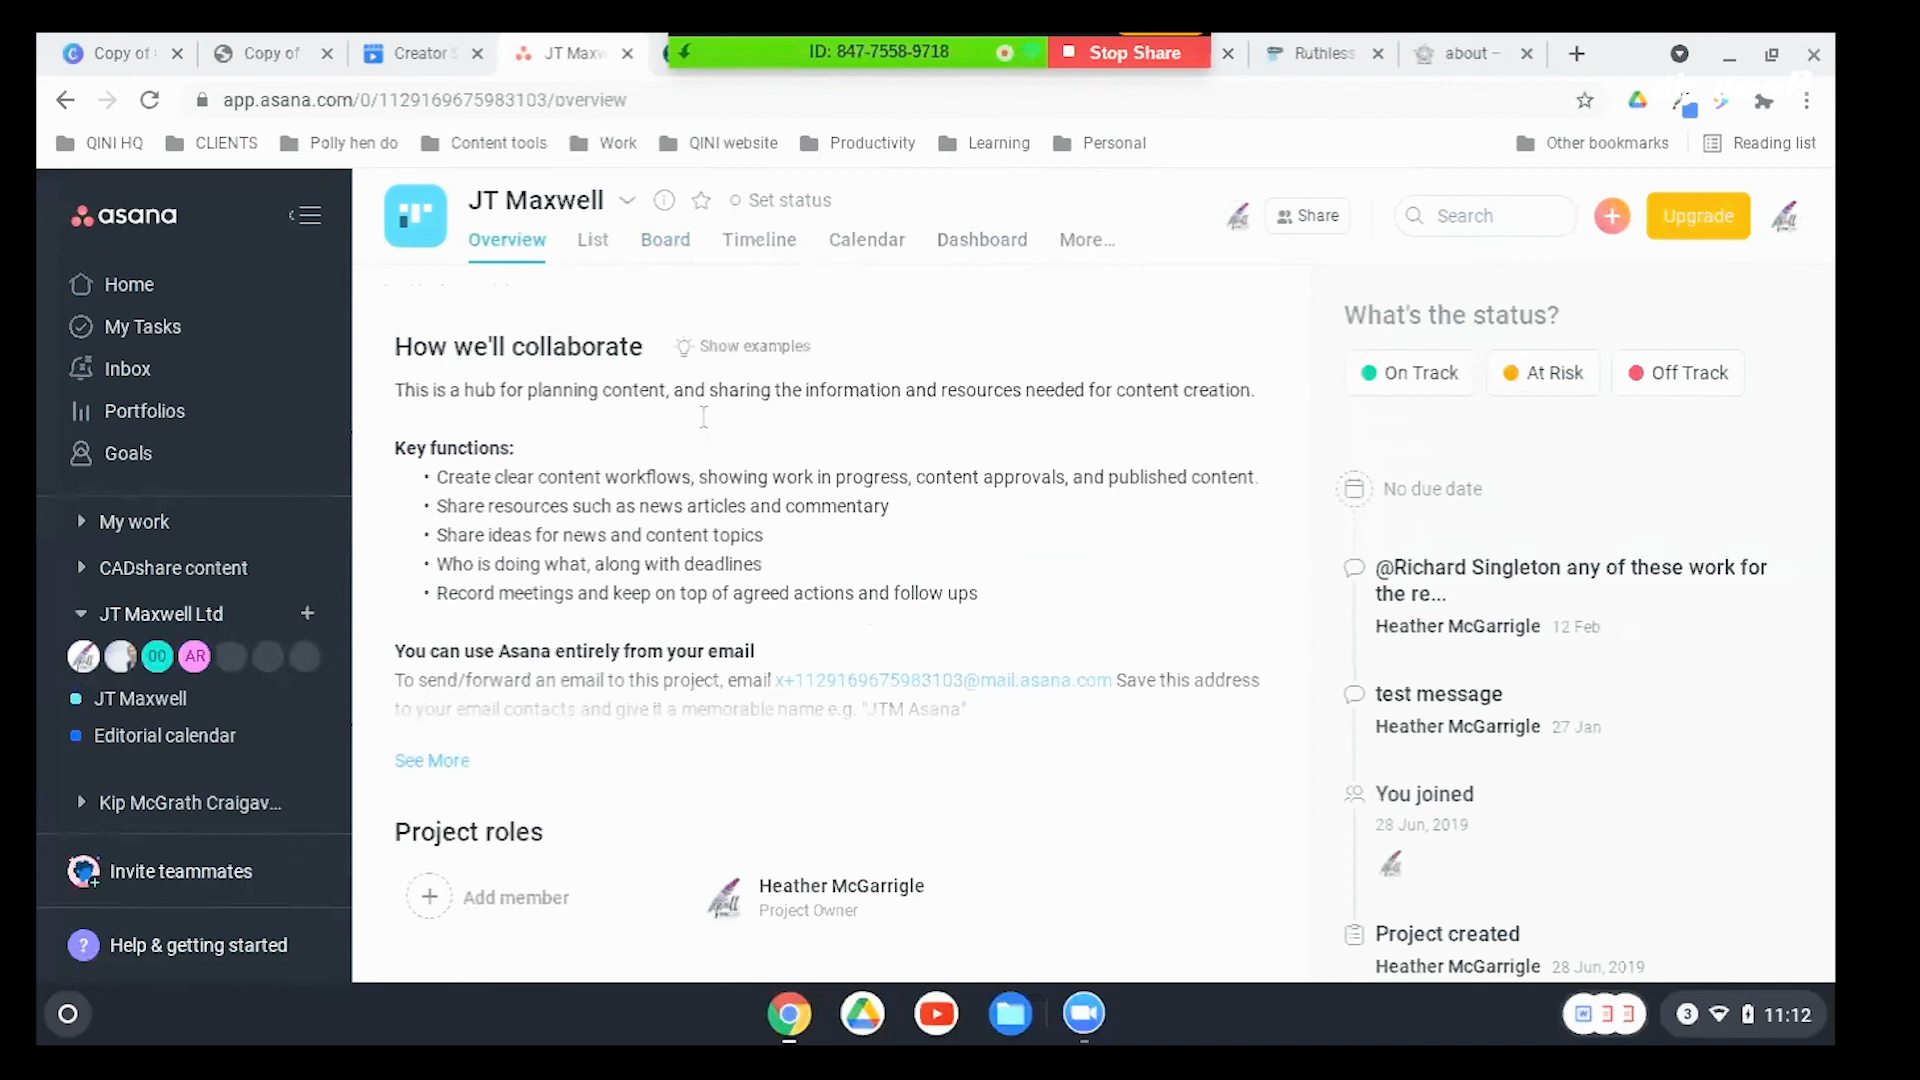 Copy of
Copy of
Creator S
JT Maxw
ID: 847-7558-9718
Stop Share
Ruthless
about –
app.asana.com/0/1129169675983103/overview
QINI HQ
CLIENTS
Polly hen do
Content tools
Work
QINI website
Productivity
Learning
Personal
Other bookmarks
Reading list
asana
JT Maxwell
Set status
Share
Search
Upgrade
Overview
List
Board
Timeline
Calendar
Dashboard
More...
Home
My Tasks
Inbox
Portfolios
Goals
My work
CADshare content
JT Maxwell Ltd
00
AR
JT Maxwell
Editorial calendar
Kip McGrath Craigav...
Invite teammates
? Help & getting started
How we'll collaborate
Show examples
This is a hub for planning content, and sharing the information and resources needed for content creation.
Key functions:
• Create clear content workflows, showing work in progress, content approvals, and published content.
• Share resources such as news articles and commentary
• Share ideas for news and content topics
• Who is doing what, along with deadlines
• Record meetings and keep on top of agreed actions and follow ups
You can use Asana entirely from your email
To send/forward an email to this project, email x+1129169675983103@mail.asana.com Save this address
to your email contacts and give it a memorable name e.g. "JTM Asana"
See More
Project roles
Add member
Heather McGarrigle
Project Owner
What's the status?
On Track
At Risk
Off Track
No due date
@Richard Singleton any of these work for
the re...
Heather McGarrigle 12 Feb
test message
Heather McGarrigle 27 Jan
You joined
28 Jun, 2019
Project created
Heather McGarrigle 28 Jun, 2019
3
11:12